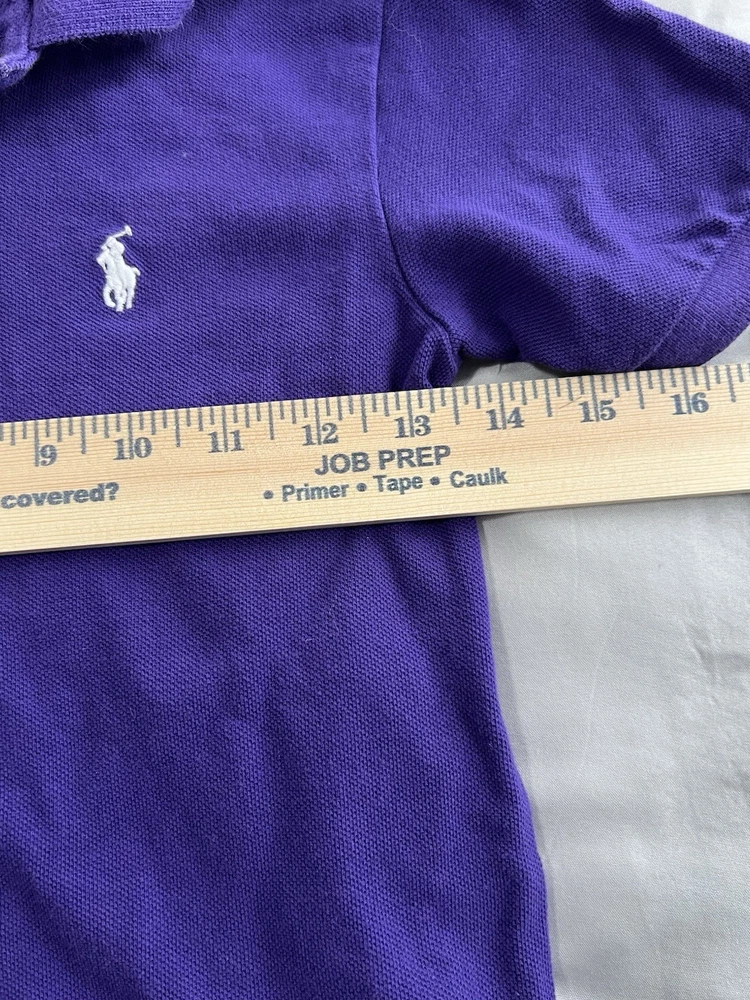 9 10 11 12 13 14 15 16
JOB PREP
covered? • Primer • Tape • Caulk